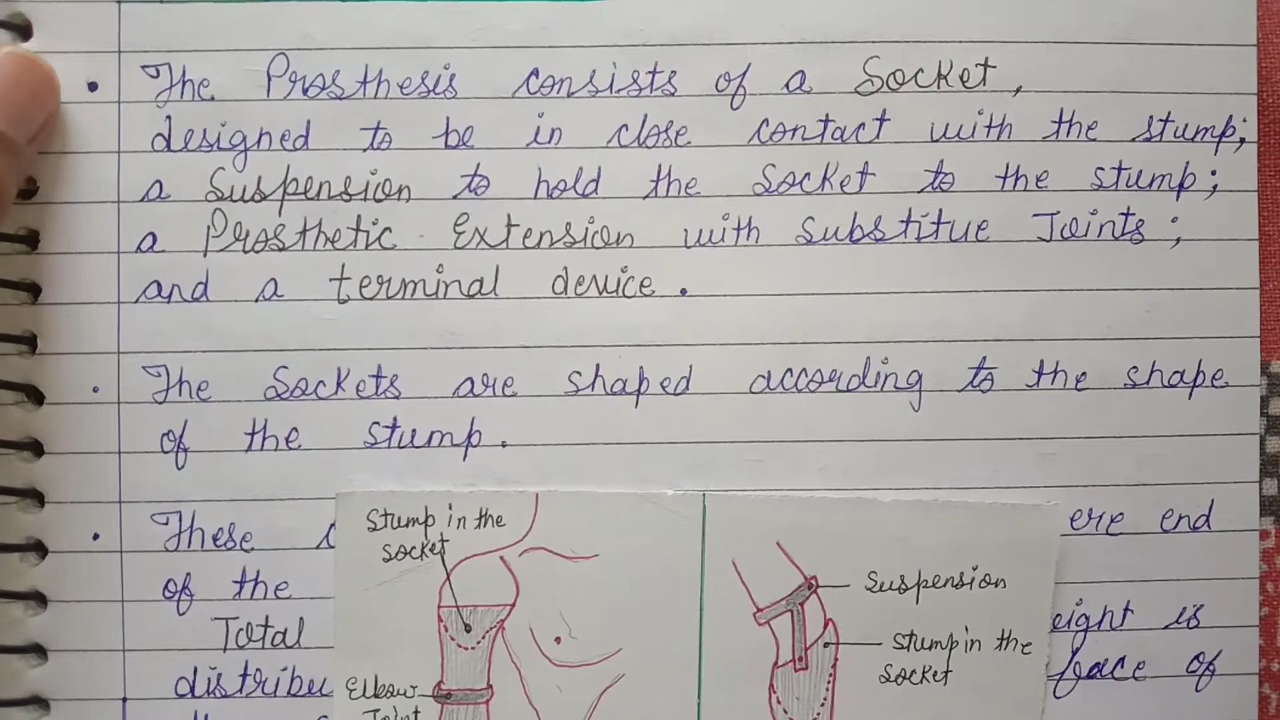 The Prosthesis consists of a Socket,
designed to be in close contact with the stump;
a Suspension to hold the Socket to the stump;
a Prosthetic Extension with substitue Joints;
and a terminal device.
The Sockets are shaped according to the shape
of the stump.
These
ere end
of the
Total
eight is
distribu
face of
Stump in the
socket
Elbow
Joint
Suspension
Stump in the
Socket